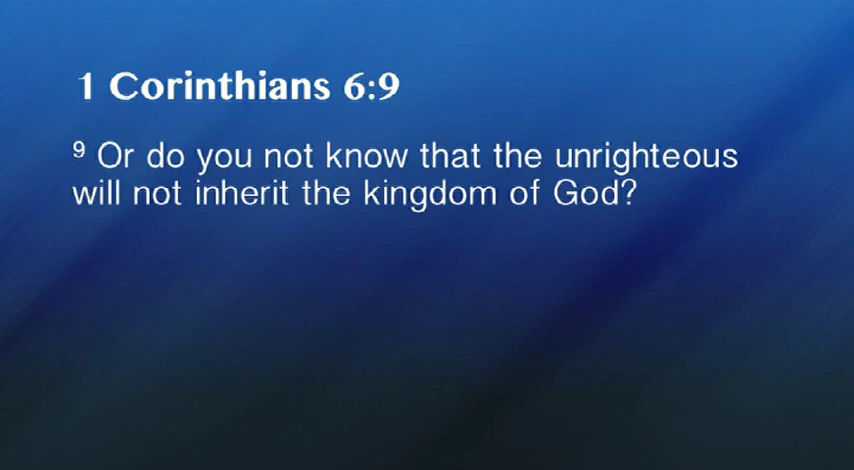 1 Corinthians 6:9
⁹ Or do you not know that the unrighteous
will not inherit the kingdom of God?